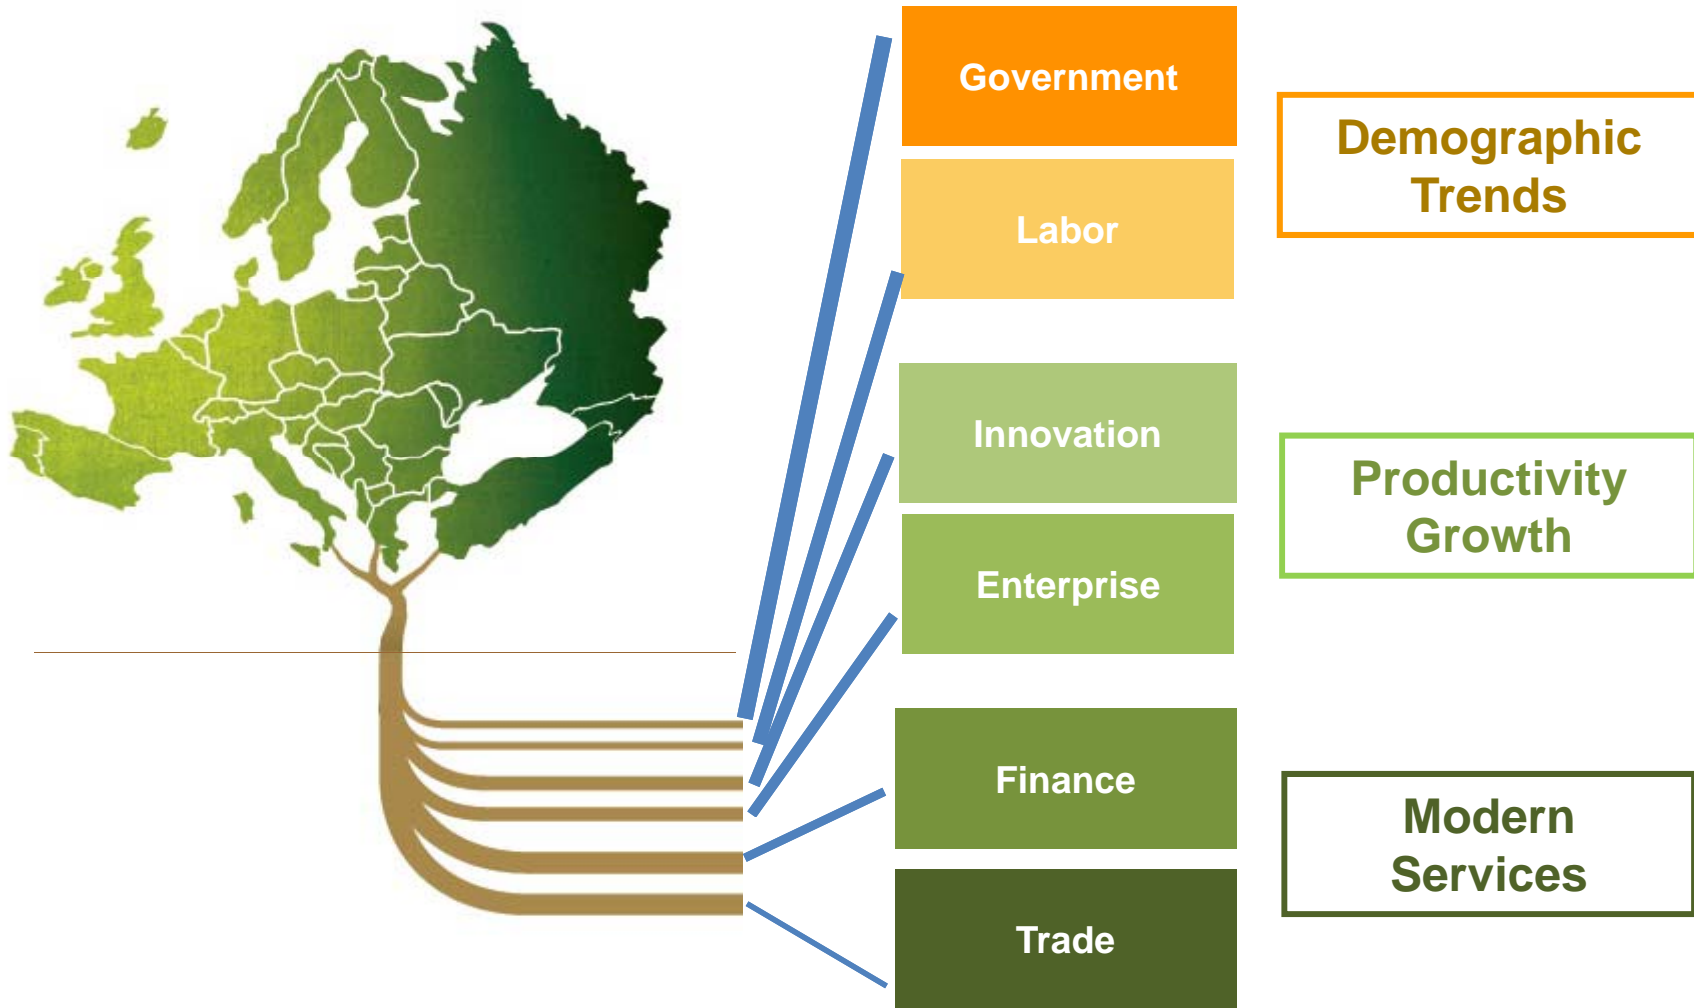 Government
Labor
Demographic
Trends
Innovation
Enterprise
Productivity
Growth
Finance
Trade
Modern
Services